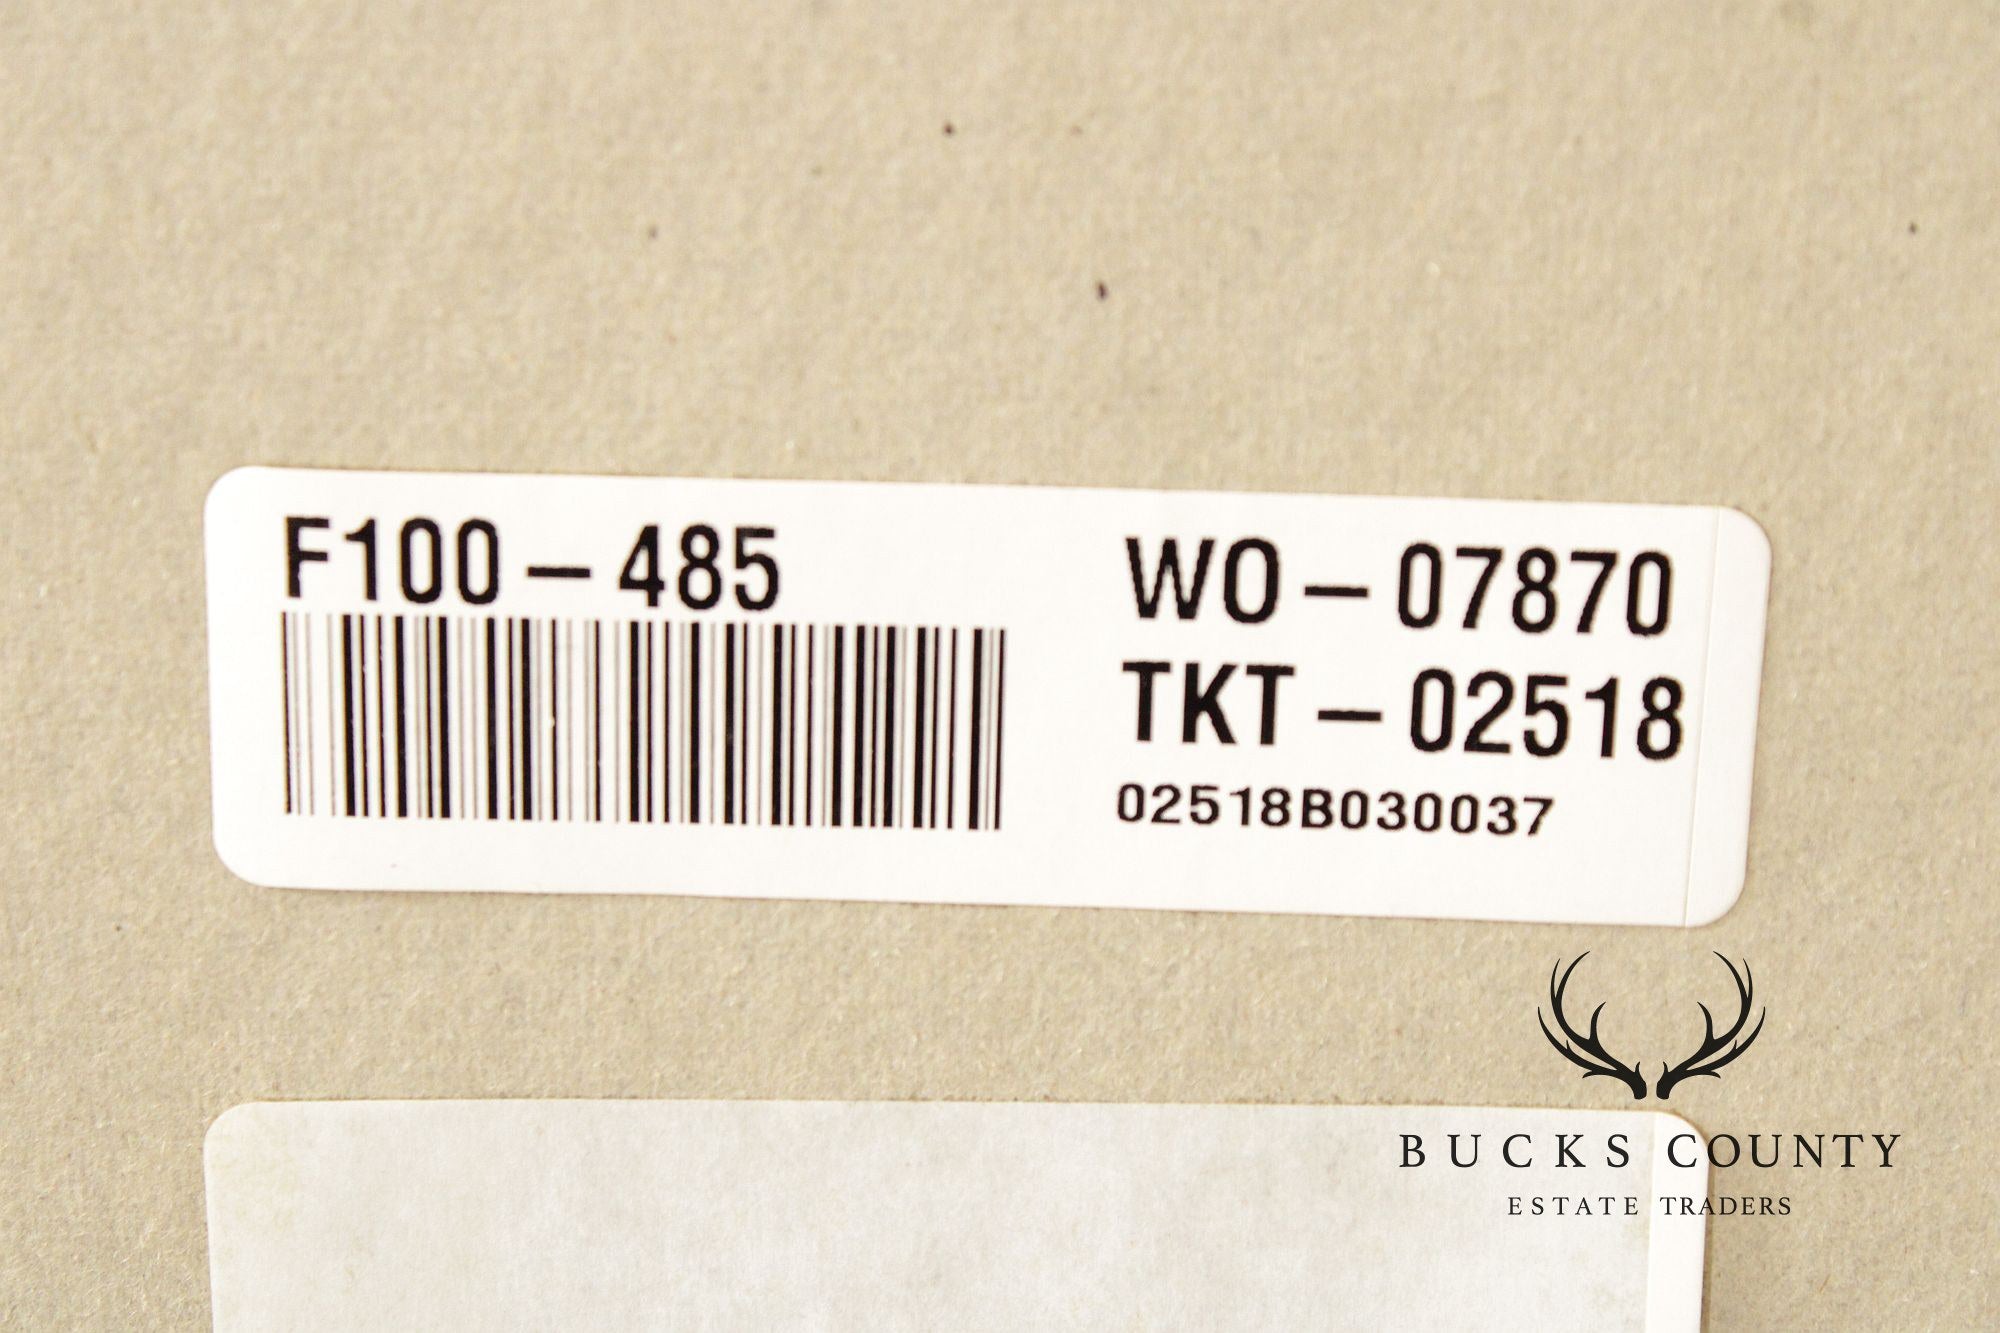 F100-485
WO-07870
TKT-02518
02518B030037
BUCKS COUNTY
ESTATE TRADERS